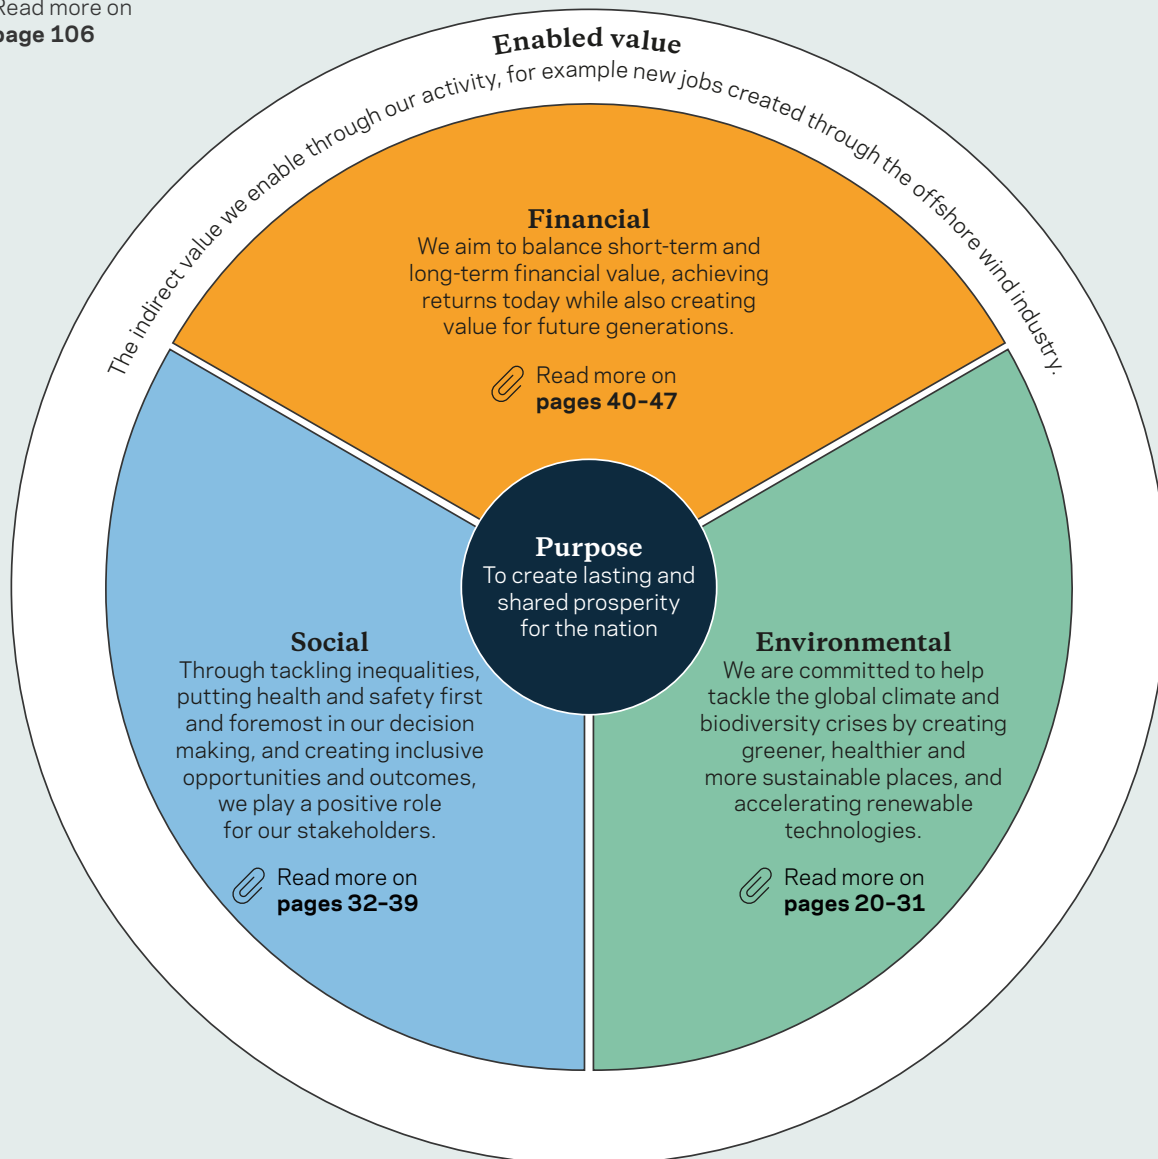 Read more on
page 106
Enabled value
The indirect value we enable through our activity, for example new jobs created through the offshore wind industry.
Financial
We aim to balance short-term and
long-term financial value, achieving
returns today while also creating
value for future generations.
Read more on
pages 40-47
Purpose
To create lasting and
shared prosperity
for the nation
Social
Through tackling inequalities,
putting health and safety first
and foremost in our decision
making, and creating inclusive
opportunities and outcomes,
we play a positive role
for our stakeholders.
Read more on
pages 32-39
Environmental
We are committed to help
tackle the global climate and
biodiversity crises by creating
greener, healthier and
more sustainable places, and
accelerating renewable
technologies.
Read more on
pages 20-31